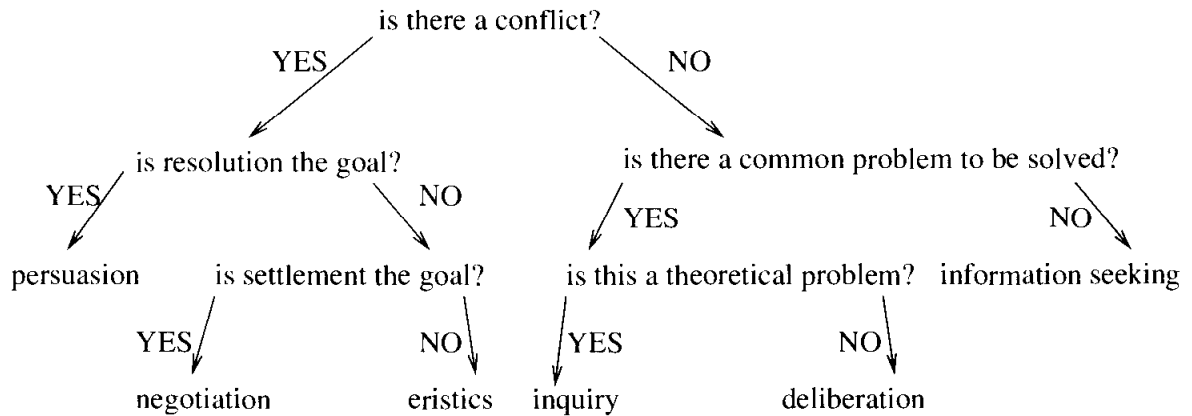 is there a conflict?
YES
NO
is resolution the goal?
is there a common problem to be solved?
YES
NO
YES
NO
persuasion
is settlement the goal?
is this a theoretical problem?
information seeking
YES
NO
YES
NO
negotiation
eristics
inquiry
deliberation